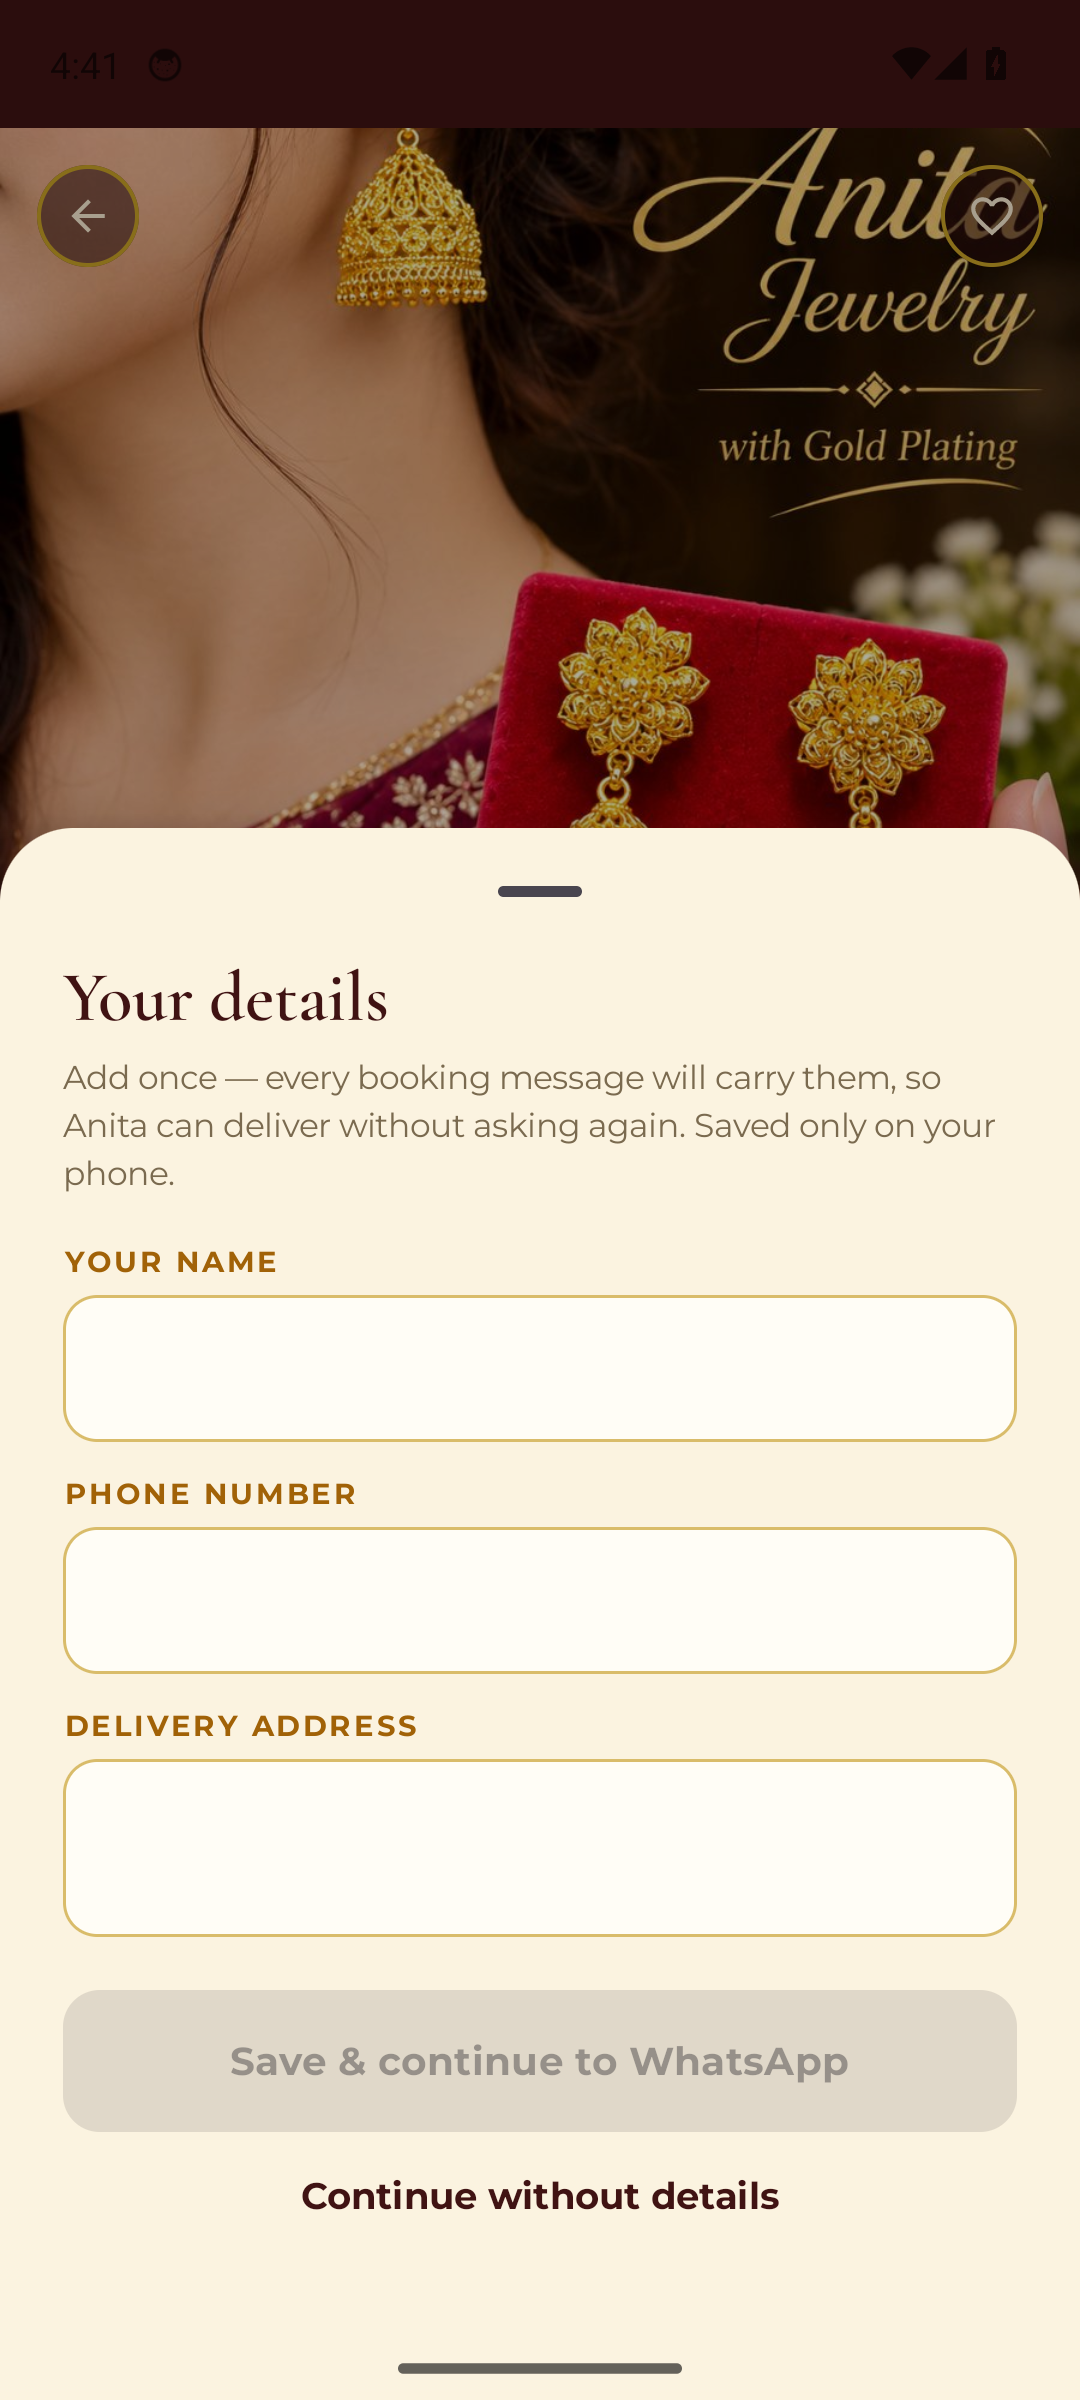 4:41
Anita
Jewelry
with Gold Plating
Your details
Add once — every booking message will carry them, so
Anita can deliver without asking again. Saved only on your
phone.
YOUR NAME
PHONE NUMBER
DELIVERY ADDRESS
Save & continue to WhatsApp
Continue without details